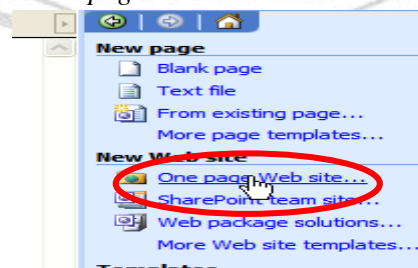 New page
Blank page
Text file
From existing page...
More page templates...
New Web site
One page Web site...
SharePoint team site...
Web package solutions...
More Web site templates...
Templates